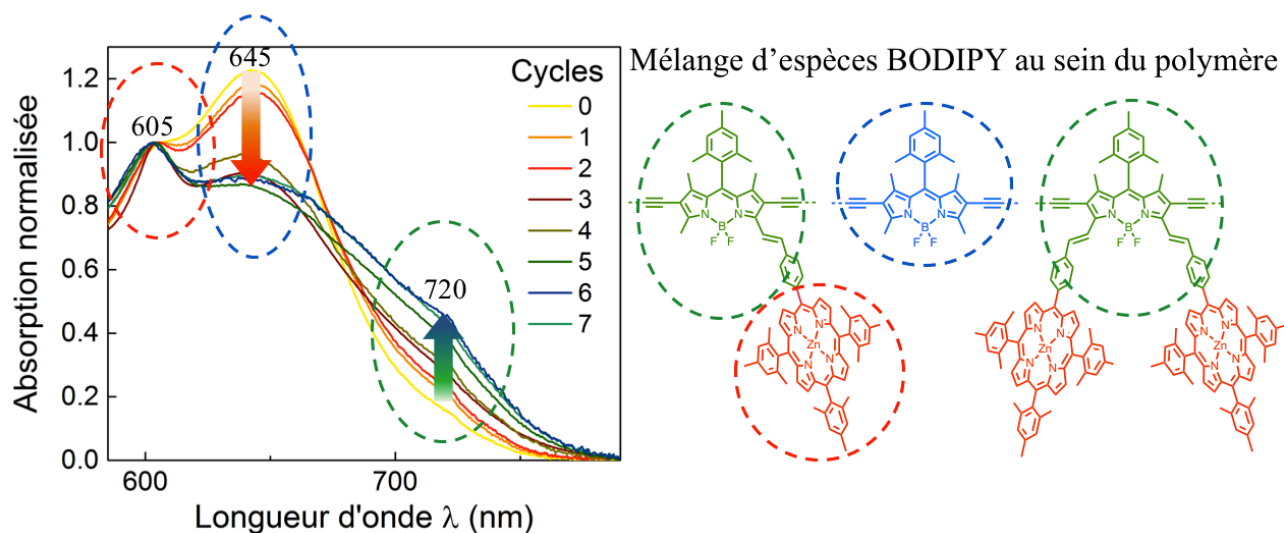 Mélange d’espèces BODIPY au sein du polymère
Absorption normalisée
1.2
1.0
0.8
0.6
0.4
0.2
0.0
605
645
720
Cycles
0
1
2
3
4
5
6
7
600
700
Longueur d'onde λ (nm)
N
N
B
F
F
N
N
Zn
N
N
N
N
B
F
F
N
N
B
F
F
N
N
Zn
N
N
N
N
Zn
N
N